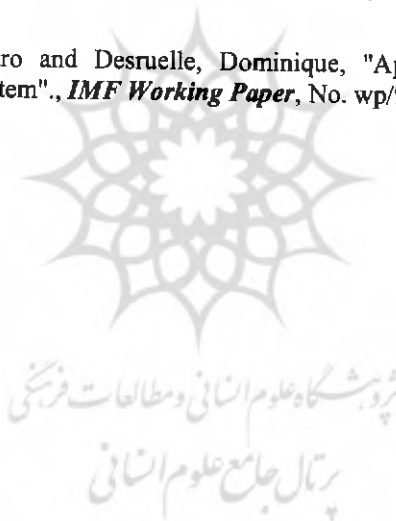 ro and Desruelle, Dominique, "Ap
tem"., IMF Working Paper, No. wp/
پژوهشگاه علوم انسانی و مطالعات فرهنگی
پرتال جامع علوم انسانی